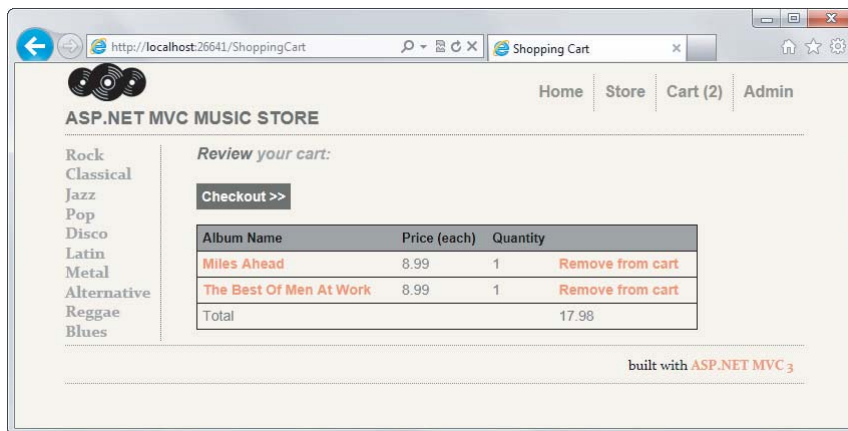 http://localhost:26641/ShoppingCart
Shopping Cart
Home Store Cart (2) Admin
ASP.NET MVC MUSIC STORE
Rock
Classical
Jazz
Pop
Disco
Latin
Metal
Alternative
Reggae
Blues
Review your cart:
Checkout >>
Album Name Price (each) Quantity
Miles Ahead 8.99 1 Remove from cart
The Best Of Men At Work 8.99 1 Remove from cart
Total 17.98
built with ASP.NET MVC 3